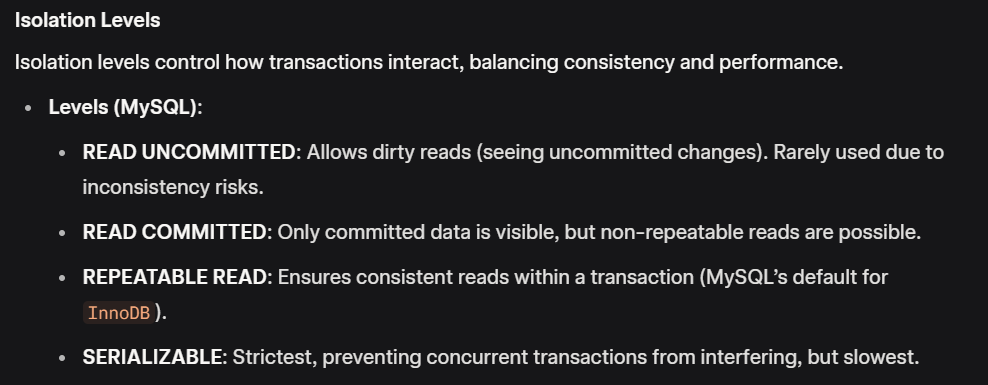 Isolation Levels
Isolation levels control how transactions interact, balancing consistency and performance.
• Levels (MySQL):
• READ UNCOMMITTED: Allows dirty reads (seeing uncommitted changes). Rarely used due to
inconsistency risks.
• READ COMMITTED: Only committed data is visible, but non-repeatable reads are possible.
• REPEATABLE READ: Ensures consistent reads within a transaction (MySQL’s default for
InnoDB).
• SERIALIZABLE: Strictest, preventing concurrent transactions from interfering, but slowest.